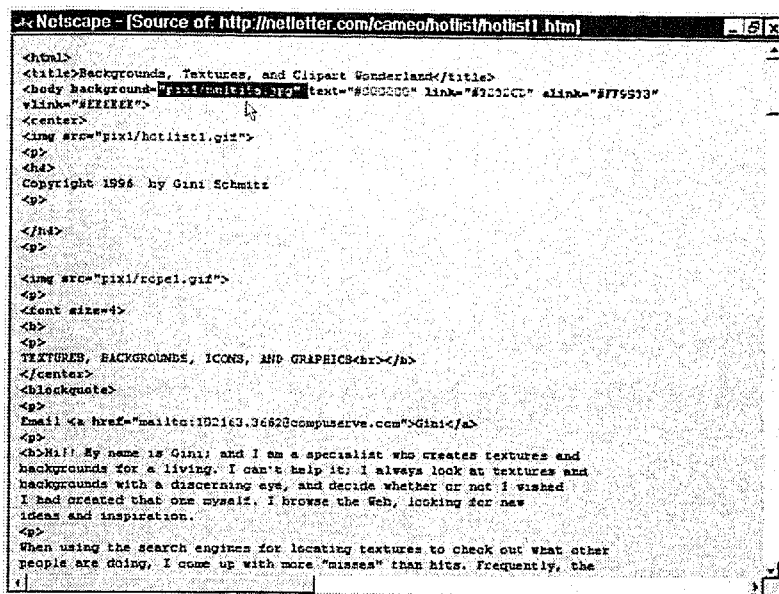 Netscape - [Source of: http://netletter.com/cameo/hotlist/hotlist1.htm]
<html>
<title>Backgrounds, Textures, and Clipart Wonderland</title>
<body background= text= link= alink="#FF9933"
vlink="#EEEEEE">
<center>
<img src="pix1/hotlist1.gif">
<p>
<h4>
Copyright 1996 by Gini Schmitz
<p>
</h4>
<p>
<img src="pix1/rope1.gif">
<p>
<font size=4>
<b>
<p>
TEXTURES, BACKGROUNDS, ICONS, AND GRAPHICS<br></b>
</center>
<blockquote>
<p>
Email <a href="mailto:102163.3662@compuserve.com">Gini</a>
<p>
<b>Hi!! My name is Gini; and I am a specialist who creates textures and
backgrounds for a living. I can't help it; I always look at textures and
backgrounds with a discerning eye, and decide whether or not I wished
I had created that one myself. I browse the Web, looking for new
ideas and inspiration.
<p>
When using the search engines for locating textures to check out what other
people are doing, I come up with more "misses" than hits. Frequently, the